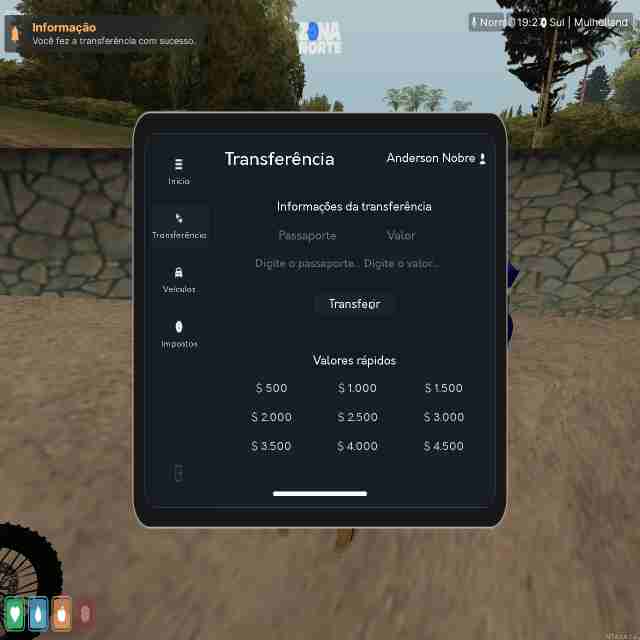 Informação
Você fez a transferência com sucesso.
ZONA
NORTE
Sul | Mulholland
Transferência
Anderson Nobre
Início
Transferência
Veículos
Impostos
Informações da transferência
Passaporte
Valor
Digite o passaporte..
Digite o valor...
Transferir
Valores rápidos
$ 500
$ 1.000
$ 1.500
$ 2.000
$ 2.500
$ 3.000
$ 3.500
$ 4.000
$ 4.500